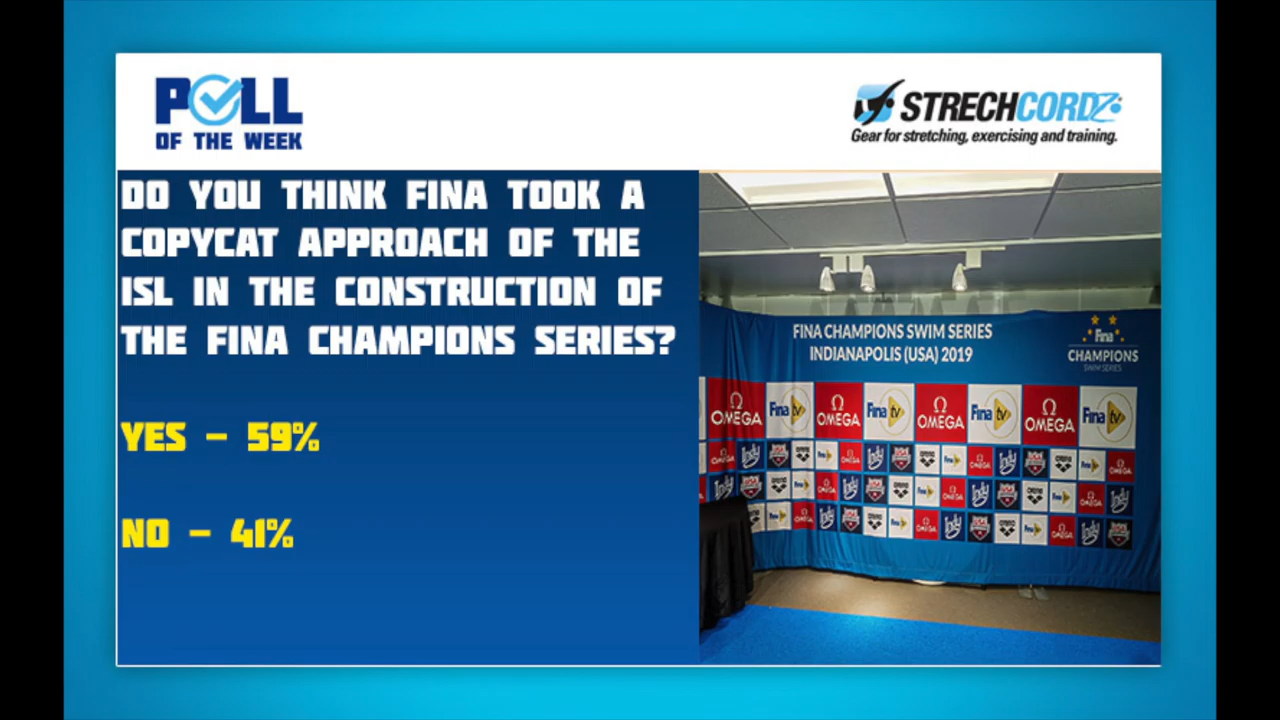 POLL
OF THE WEEK
STRECHCORDZ
Gear for stretching, exercising and training.
DO YOU THINK FINA TOOK A
COPYCAT APPROACH OF THE
ISL IN THE CONSTRUCTION OF
THE FINA CHAMPIONS SERIES?
YES - 59%
NO - 41%
FINA CHAMPIONS SWIM SERIES
INDIANAPOLIS (USA) 2019
Fina
CHAMPIONS
SWIM SERIES
OMEGA Fina tv OMEGA Fina tv OMEGA Fina tv OMEGA Fina tv